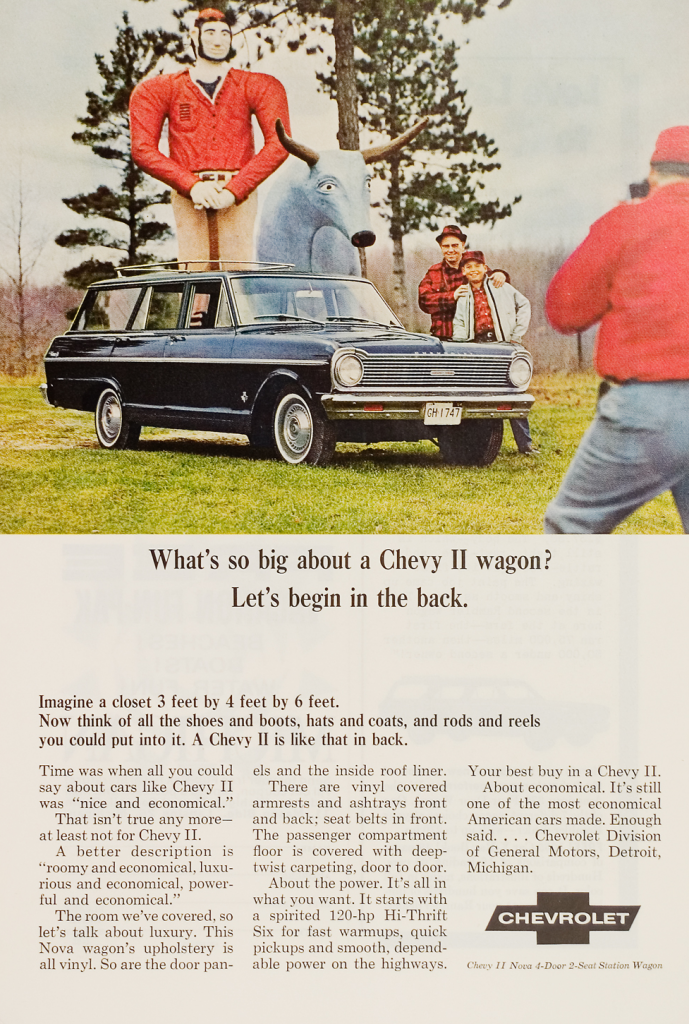 GH·1747
What's so big about a Chevy II wagon?
Let's begin in the back.
Imagine a closet 3 feet by 4 feet by 6 feet.
Now think of all the shoes and boots, hats and coats, and rods and reels
you could put into it. A Chevy II is like that in back.
Time was when all you could
say about cars like Chevy II
was “nice and economical.”
That isn't true any more—
at least not for Chevy II.
A better description is
“roomy and economical, luxu-
rious and economical, power-
ful and economical.”
The room we've covered, so
let's talk about luxury. This
Nova wagon's upholstery is
all vinyl. So are the door pan-
els and the inside roof liner.
There are vinyl covered
armrests and ashtrays front
and back; seat belts in front.
The passenger compartment
floor is covered with deep-
twist carpeting, door to door.
About the power. It's all in
what you want. It starts with
a spirited 120-hp Hi-Thrift
Six for fast warmups, quick
pickups and smooth, depend-
able power on the highways.
Your best buy in a Chevy II.
About economical. It's still
one of the most economical
American cars made. Enough
said. . . . Chevrolet Division
of General Motors, Detroit,
Michigan.
CHEVROLET
Chevy II Nova 4-Door 2-Seat Station Wagon